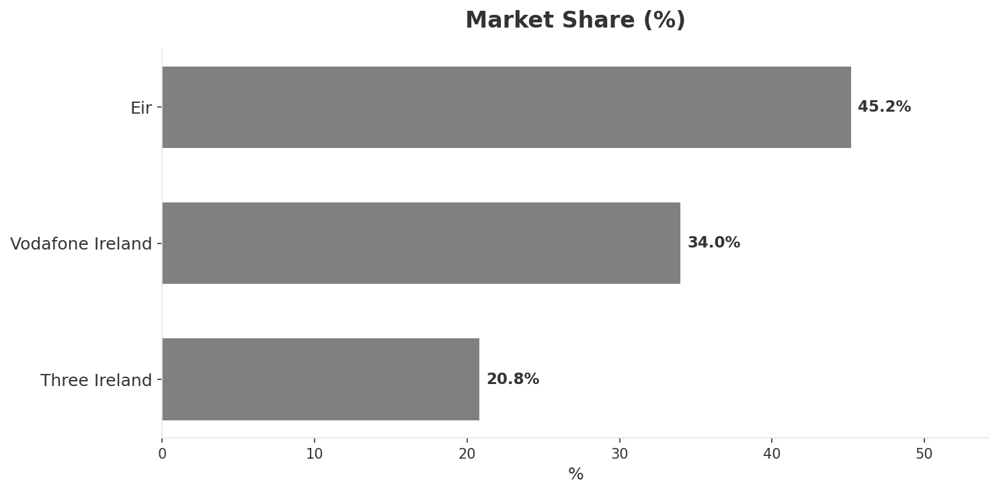 Market Share (%)
Eir
45.2%
Vodafone Ireland
34.0%
Three Ireland
20.8%
0 10 20 30 40 50
%